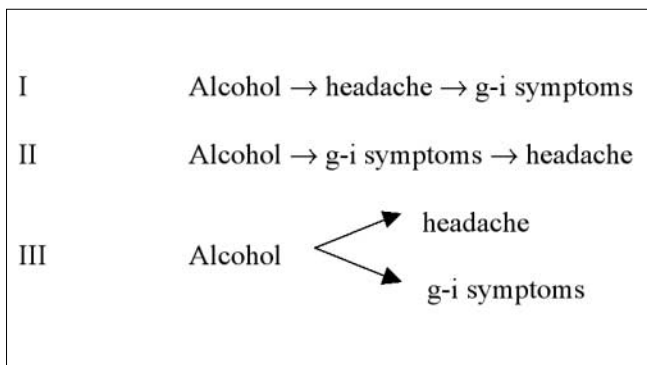 I Alcohol → headache → g-i symptoms
II Alcohol → g-i symptoms → headache
headache
III Alcohol
g-i symptoms